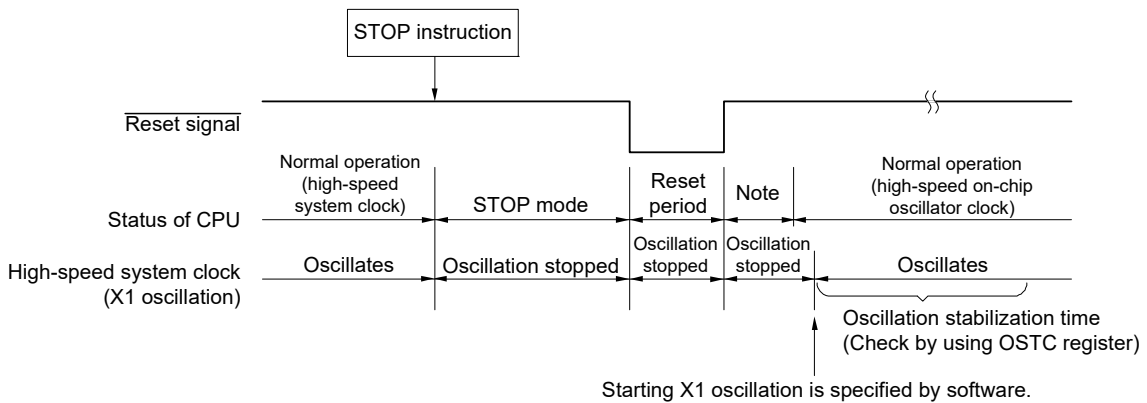 STOP instruction
Reset signal
Normal operation
(high-speed
system clock)
Reset
period
Note
Normal operation
(high-speed on-chip
oscillator clock)
Status of CPU
STOP mode
High-speed system clock
(X1 oscillation)
Oscillates
Oscillation stopped
Oscillation
stopped
Oscillation
stopped
Oscillates
Oscillation stabilization time
(Check by using OSTC register)
Starting X1 oscillation is specified by software.